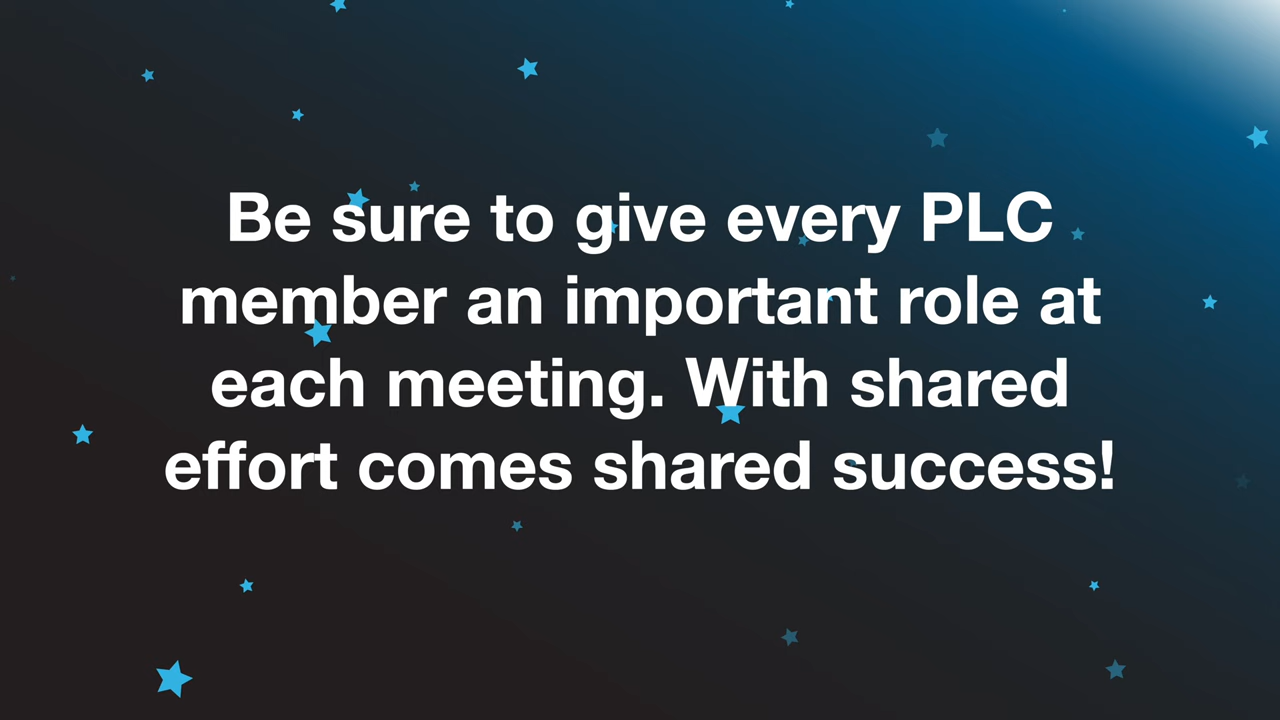 Be sure to give every PLC
member an important role at
each meeting. With shared
effort comes shared success!